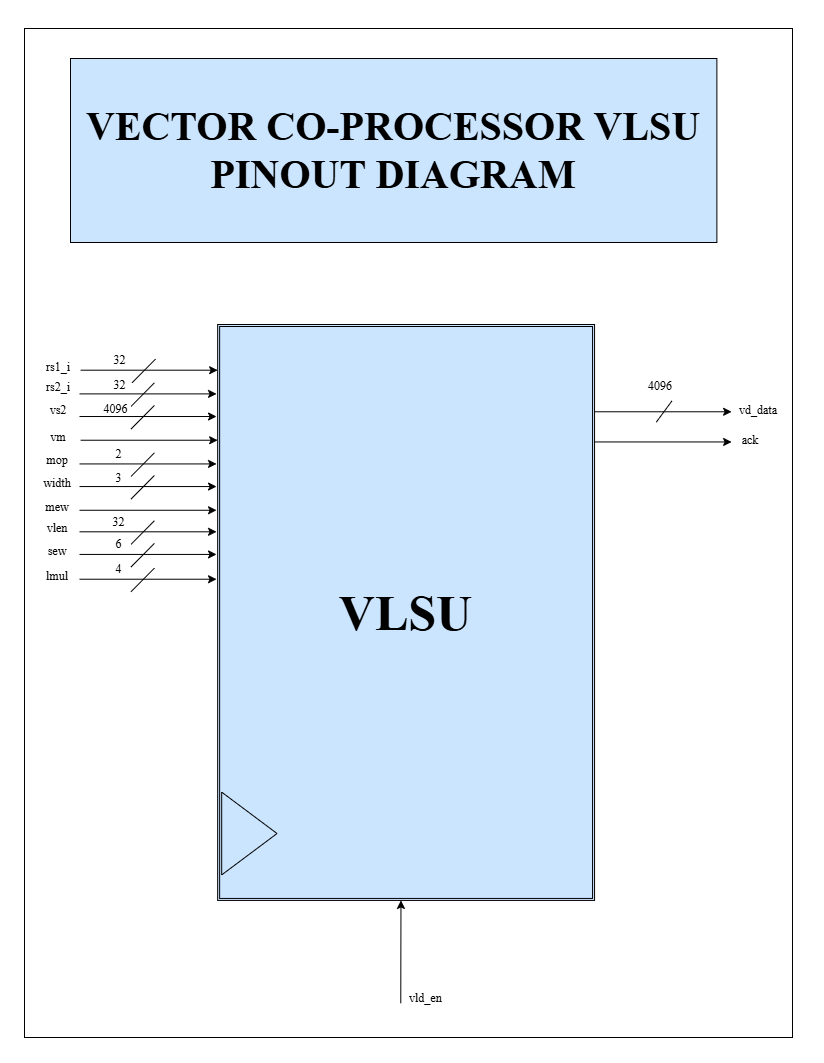 VECTOR CO-PROCESSOR VLSU
PINOUT DIAGRAM
rs1_i 32
rs2_i 32
vs2 4096
vm
mop 2
width 3
mew
vlen 32
sew 6
lmul 4
VLSU
4096
vd_data
ack
vld_en